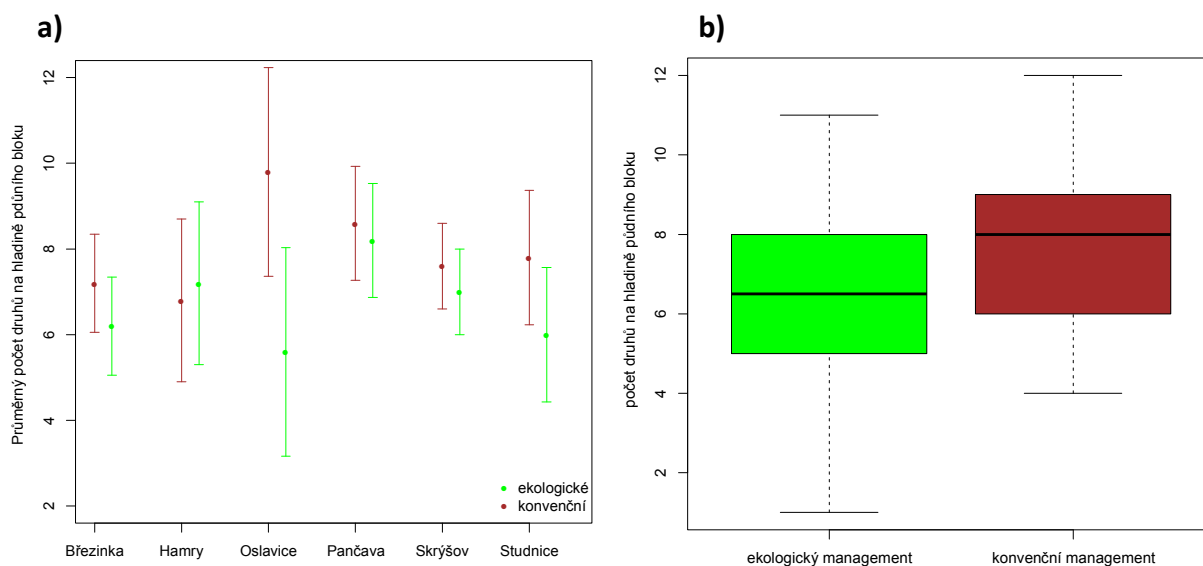 a)
Průměrný počet druhů na hladině pdůního bloku
12
10
8
6
4
2
ekologické
konvenční
Březinka Hamry Oslavice Pančava Skrýšov Studnice
b)
počet druhů na hladině půdního bloku
12
10
8
6
4
2
ekologický management konvenční management